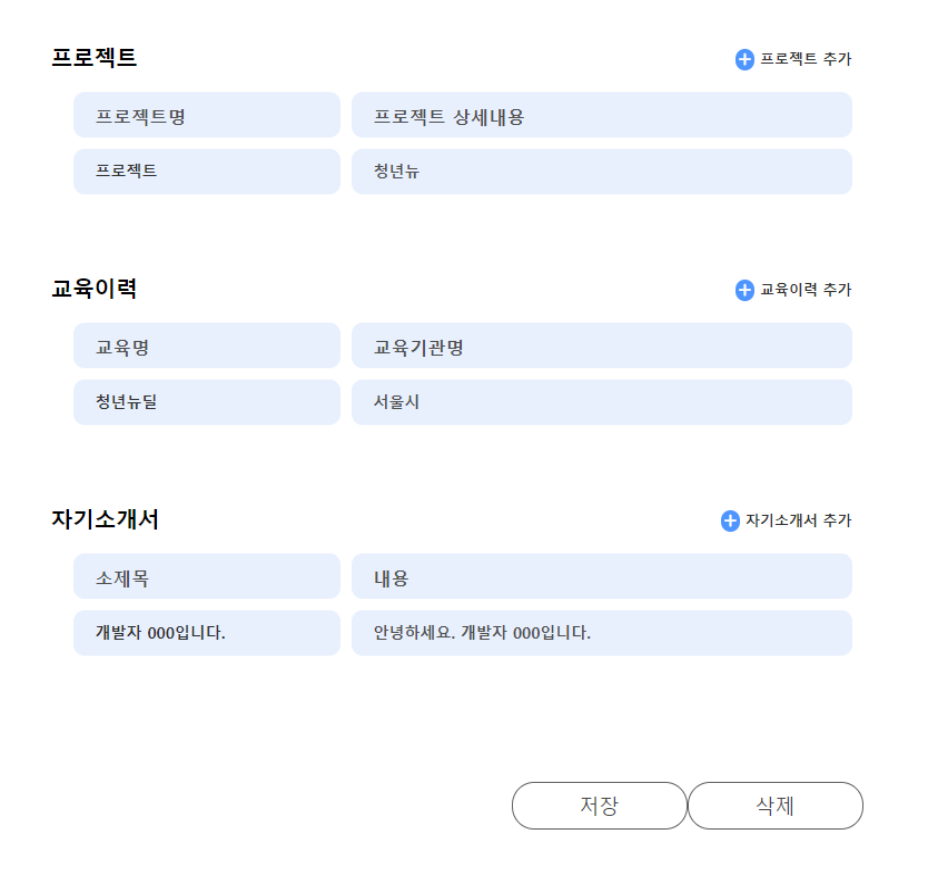 프로젝트
프로젝트 추가
프로젝트명 프로젝트 상세내용
프로젝트 청년뉴
교육이력
교육이력 추가
교육명 교육기관명
청년뉴딜 서울시
자기소개서
자기소개서 추가
소제목 내용
개발자 000입니다. 안녕하세요. 개발자 000입니다.
저장 삭제